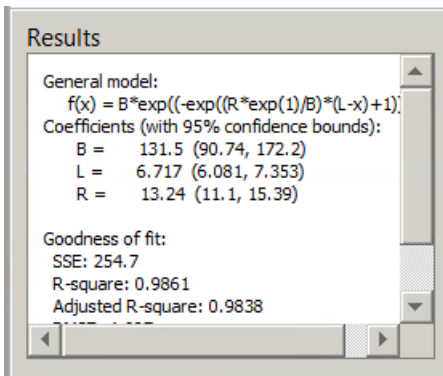 Results
General model:
f(x) = B*exp((-exp((R*exp(1)/B)*(L-x)+1))
Coefficients (with 95% confidence bounds):
B = 131.5 (90.74, 172.2)
L = 6.717 (6.081, 7.353)
R = 13.24 (11.1, 15.39)
Goodness of fit:
SSE: 254.7
R-square: 0.9861
Adjusted R-square: 0.9838